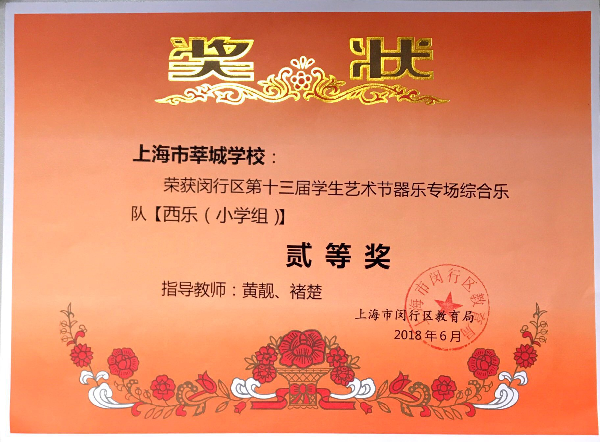 奖状
上海市莘城学校：
荣获闵行区第十三届学生艺术节器乐专场综合乐
队【西乐（小学组）】
贰等奖
指导教师：黄靓、褚楚
上海市闵行区教育局
2018年6月
上海市闵行区教育局